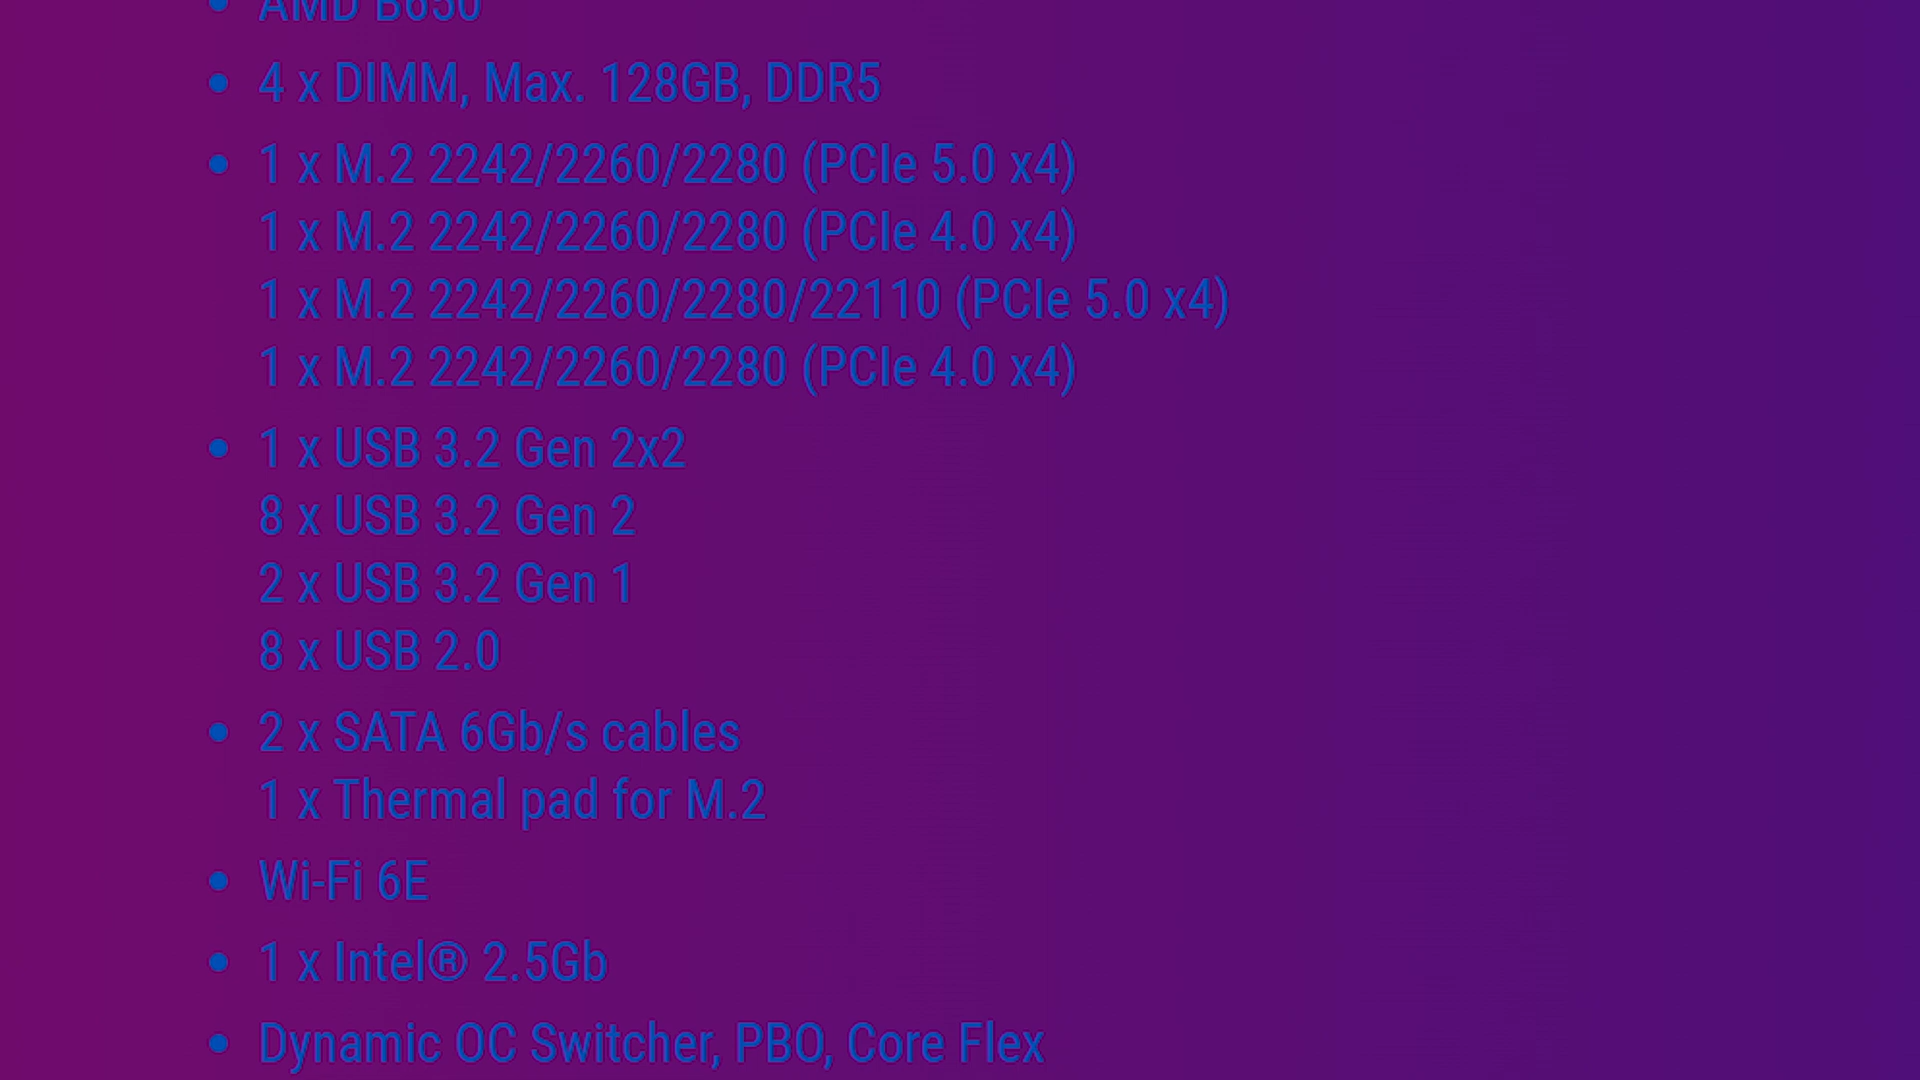 AMD B650
4 x DIMM, Max. 128GB, DDR5
1 x M.2 2242/2260/2280 (PCIe 5.0 x4)
1 x M.2 2242/2260/2280 (PCIe 4.0 x4)
1 x M.2 2242/2260/2280/22110 (PCIe 5.0 x4)
1 x M.2 2242/2260/2280 (PCIe 4.0 x4)
1 x USB 3.2 Gen 2x2
8 x USB 3.2 Gen 2
2 x USB 3.2 Gen 1
8 x USB 2.0
2 x SATA 6Gb/s cables
1 x Thermal pad for M.2
Wi-Fi 6E
1 x Intel® 2.5Gb
Dynamic OC Switcher, PBO, Core Flex